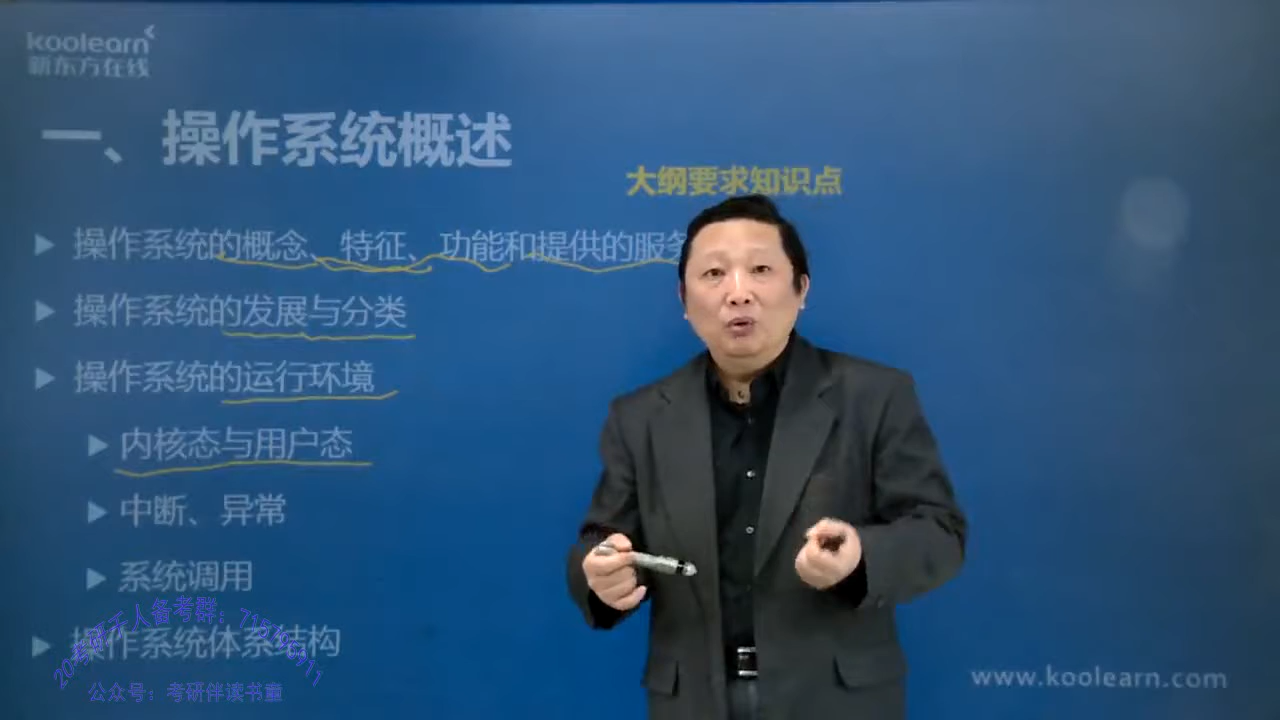 koolearn
新东方在线
一、操作系统概述
大纲要求知识点
▶ 操作系统的概念、特征、功能和提供的服务
▶ 操作系统的发展与分类
▶ 操作系统的运行环境
▶ 内核态与用户态
▶ 中断、异常
▶ 系统调用
▶ 操作系统体系结构
公众号：考研伴读书童
www.koolearn.com